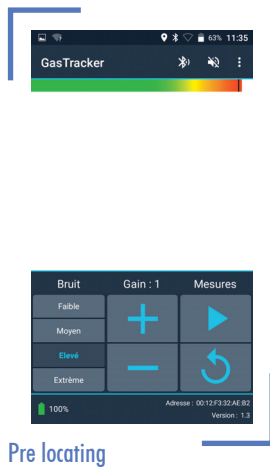 63% 11:35
GasTracker
Bruit Gain : 1 Mesures
Faible
Moyen
Elevé
Extrême
100%
Adresse : 00:12:F3:32:AE:B2
Version : 1.3
Pre locating